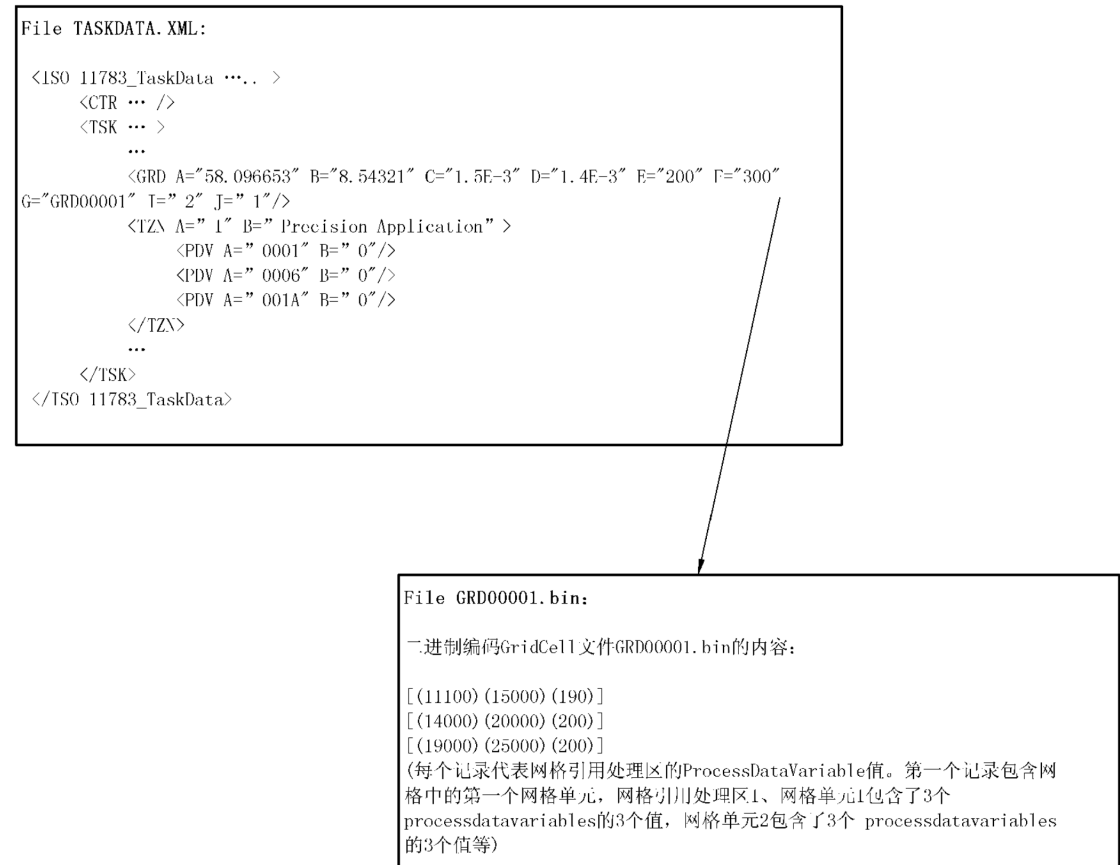 File TASKDATA.XML:
<ISO 11783_TaskData ….. >
<CTR … />
<TSK … >
…
<GRD A="58.096653" B="8.54321" C="1.5E-3" D="1.4E-3" E="200" F="300"
G="GRD00001" I=” 2" J=” 1"/>
<TZN A=” 1" B=” Precision Application” >
<PDV A=” 0001" B=” 0"/>
<PDV A=” 0006" B=” 0"/>
<PDV A=” 001A" B=” 0"/>
</TZN>
…
</TSK>
</ISO 11783_TaskData>
File GRD00001.bin:
二进制编码GridCell文件GRD00001.bin的内容:
[(11100)(15000)(190)]
[(14000)(20000)(200)]
[(19000)(25000)(200)]
(每个记录代表网格引用处理区的ProcessDataVariable值。第一个记录包含网
格中的第一个网格单元，网格引用处理区1、网格单元1包含了3个
processdatavariables的3个值，网格单元2包含了3个 processdatavariables
的3个值等)